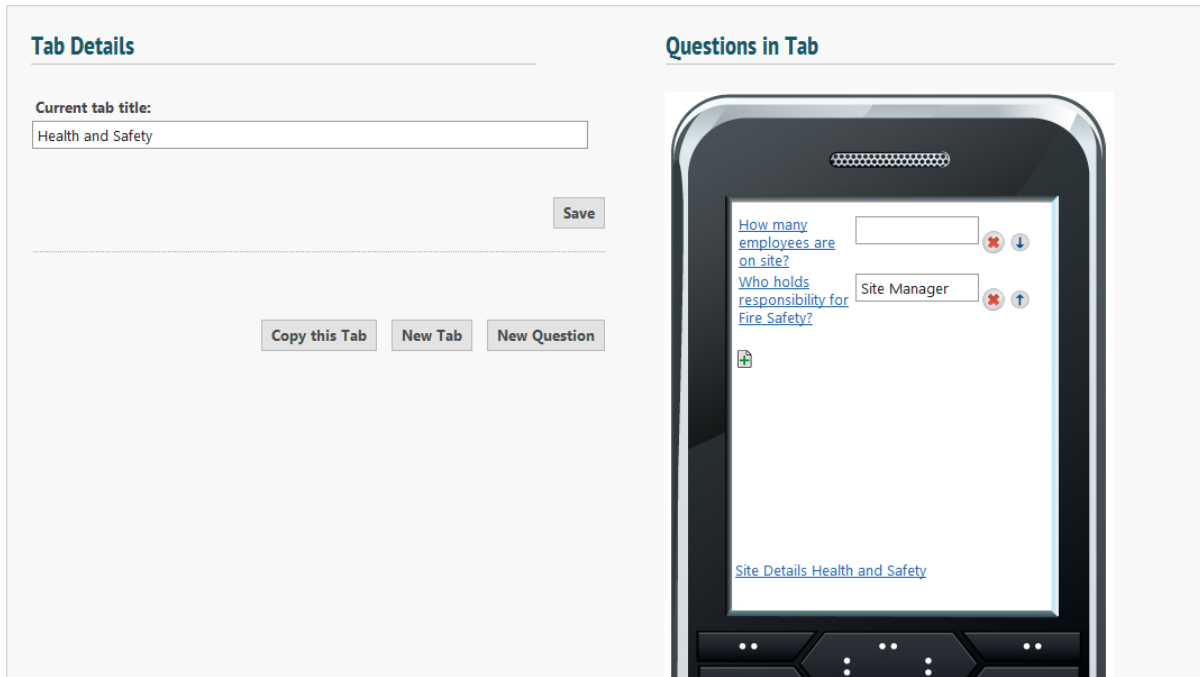 Tab Details
Current tab title:
Health and Safety
Save
Copy this Tab
New Tab
New Question
Questions in Tab
How many
employees are
on site?
Who holds
responsibility for
Fire Safety?
Site Manager
Site Details Health and Safety